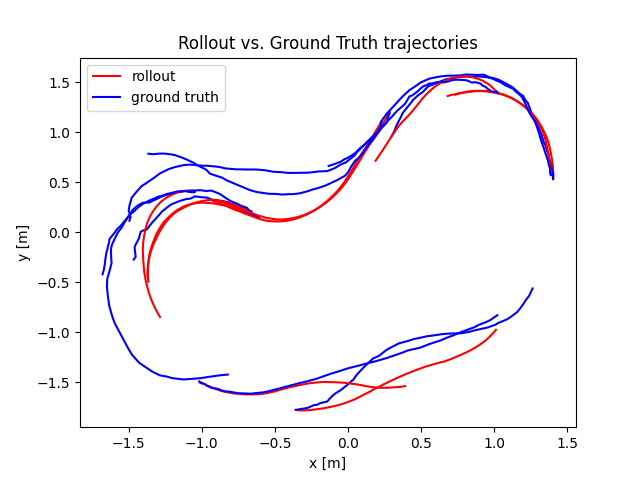 Rollout vs. Ground Truth trajectories
rollout
ground truth
1.5
1.0
0.5
0.0
−0.5
−1.0
−1.5
y [m]
−1.5 −1.0 −0.5 0.0 0.5 1.0 1.5
x [m]